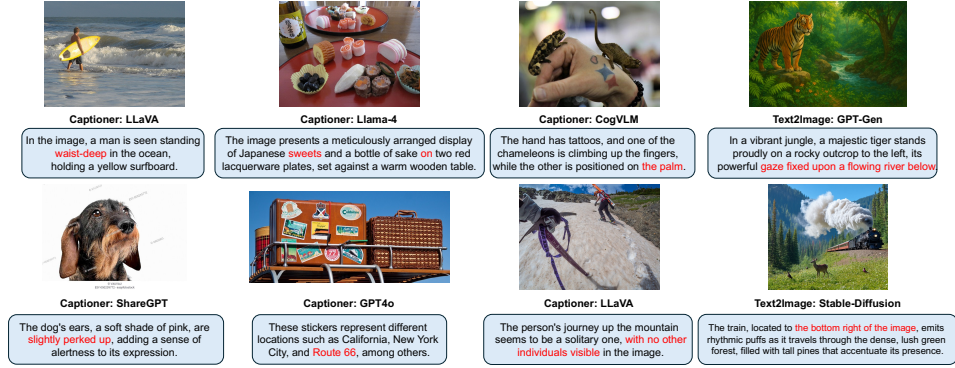 Captioner: LLaVA
In the image, a man is seen standing
waist-deep in the ocean,
holding a yellow surfboard.
Captioner: Llama-4
The image presents a meticulously arranged display
of Japanese sweets and a bottle of sake on two red
lacquerware plates, set against a warm wooden table.
Captioner: CogVLM
The hand has tattoos, and one of the
chameleons is climbing up the fingers,
while the other is positioned on the palm.
Text2Image: GPT-Gen
In a vibrant jungle, a majestic tiger stands
proudly on a rocky outcrop to the left, its
powerful gaze fixed upon a flowing river below.
Captioner: ShareGPT
The dog's ears, a soft shade of pink, are
slightly perked up, adding a sense of
alertness to its expression.
Captioner: GPT4o
These stickers represent different
locations such as California, New York
City, and Route 66, among others.
Captioner: LLaVA
The person's journey up the mountain
seems to be a solitary one, with no other
individuals visible in the image.
Text2Image: Stable-Diffusion
The train, located to the bottom right of the image, emits
rhythmic puffs as it travels through the dense, lush green
forest, filled with tall pines that accentuate its presence.